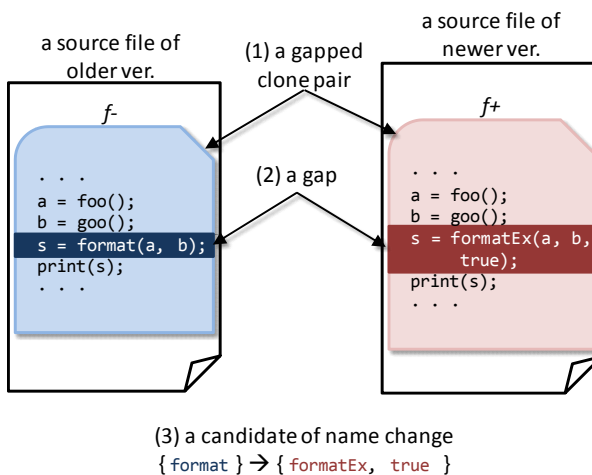 a source file of
older ver.
(1) a gapped
clone pair
a source file of
newer ver.
f-
f+
. . .
a = foo();
b = goo();
s = format(a, b);
print(s);
. . .
(2) a gap
. . .
a = foo();
b = goo();
s = formatEx(a, b,
true);
print(s);
. . .
(3) a candidate of name change
{ format } → { formatEx, true }